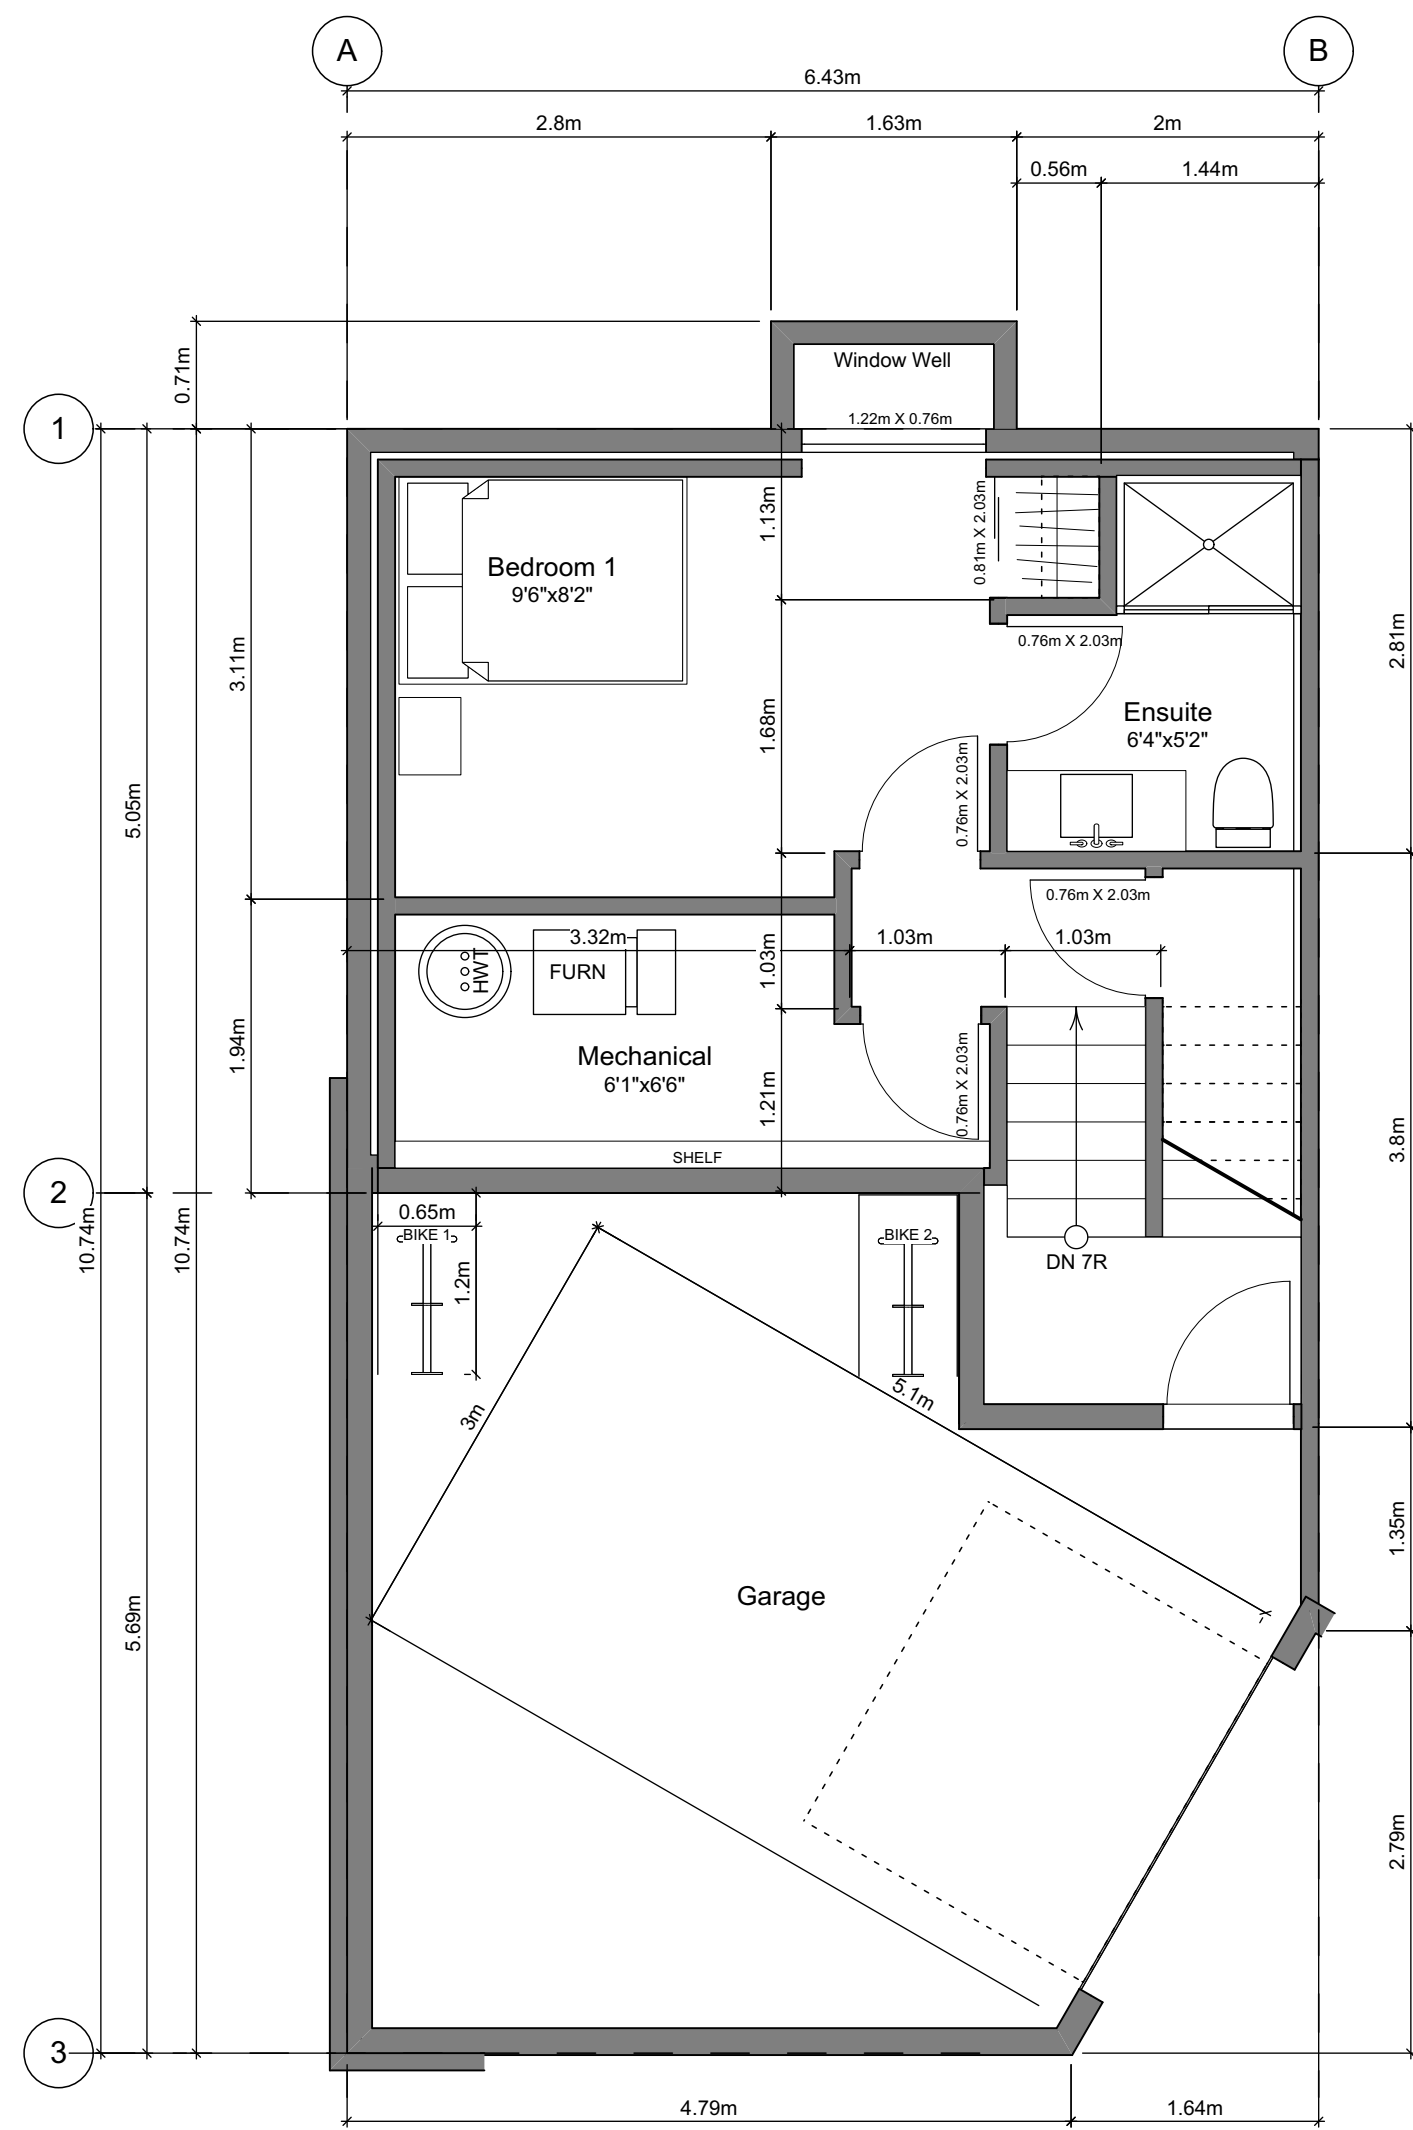 A
B
6.43m
2.8m
1.63m
2m
0.56m
1.44m
0.71m
Window Well
1
1.22m X 0.76m
1.13m
0.81m X 2.03m
Bedroom 1
9'6"x8'2"
0.76m X 2.03m
3.11m
2.81m
1.68m
Ensuite
6'4"x5'2"
0.76m X 2.03m
5.05m
0.76m X 2.03m
3.32m
1.03m
1.03m
1.03m
HWT
FURN
Mechanical
6'1"x6'6"
1.94m
1.21m
0.76m X 2.03m
3.8m
SHELF
2
10.74m
10.74m
0.65m
BIKE 1
BIKE 2
1.2m
DN 7R
3m
5.1m
1.35m
Garage
5.69m
2.79m
3
4.79m
1.64m